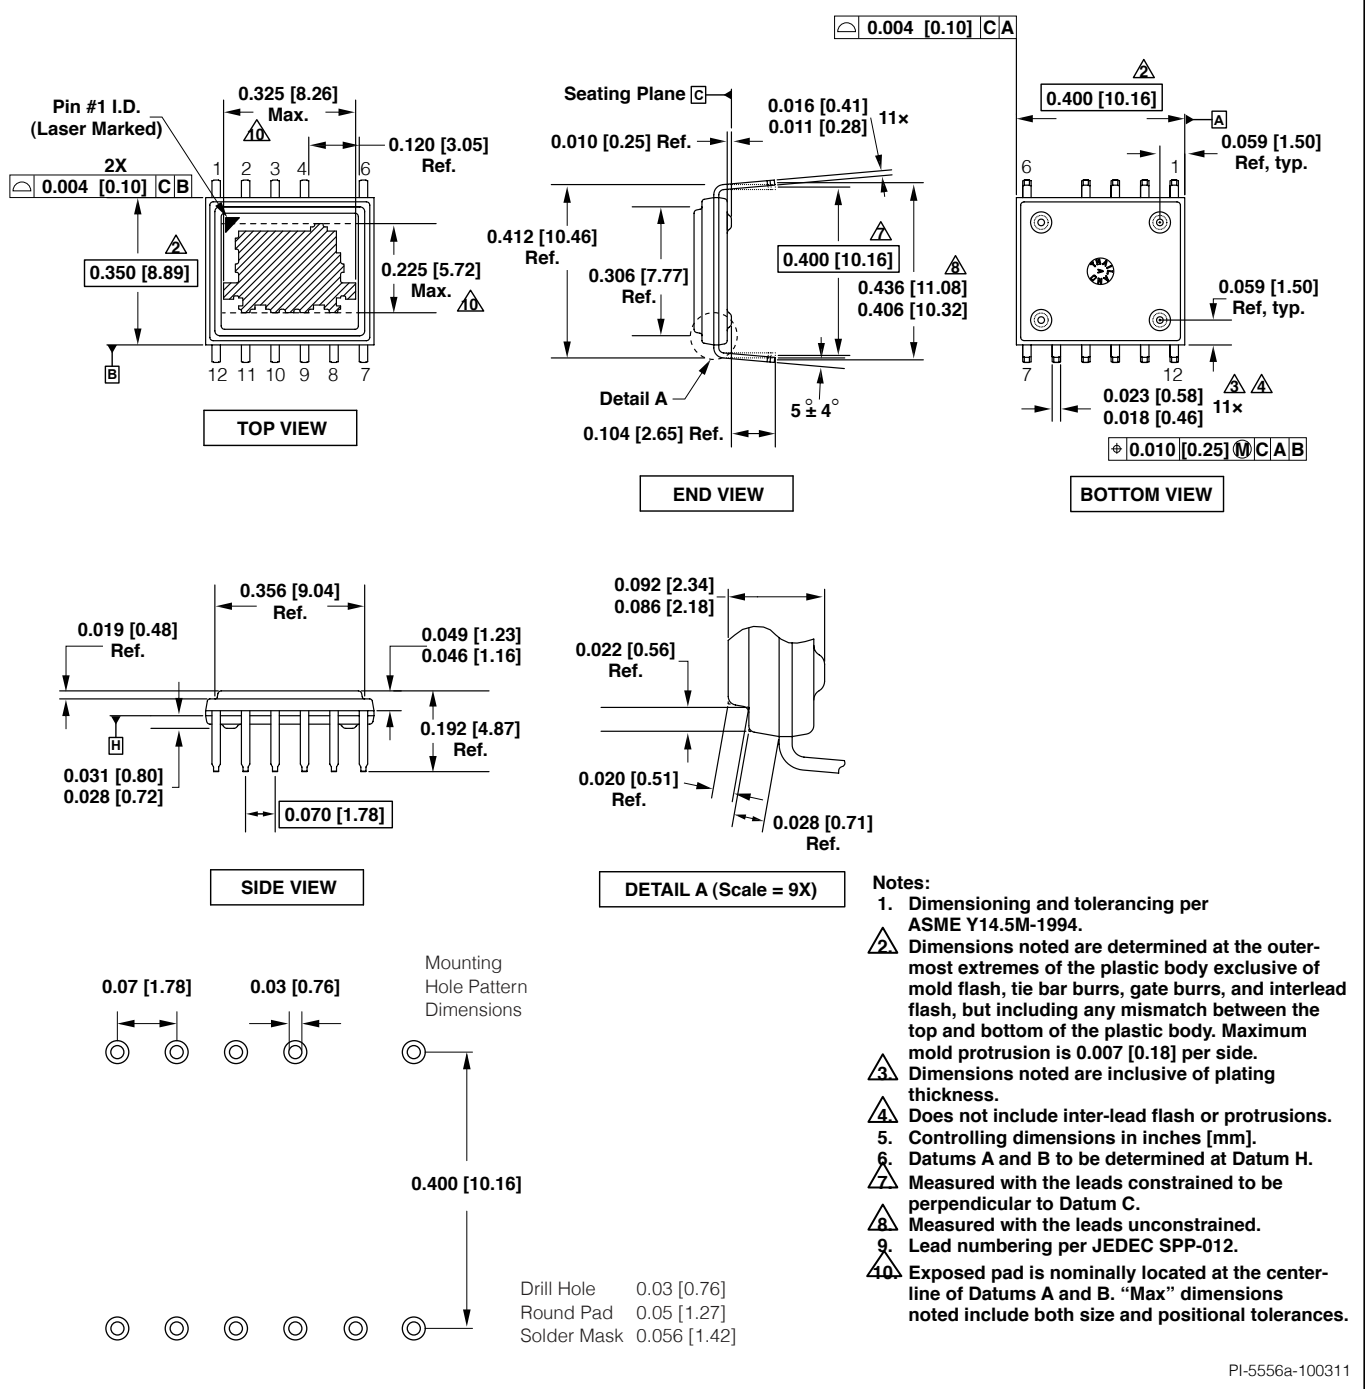 ⌓ 0.004 [0.10] C A
Pin #1 I.D.
(Laser Marked)
0.325 [8.26]
Max.
10
0.120 [3.05]
Ref.
2X
⌓ 0.004 [0.10] C B
1 2 3 4 6
2
0.350 [8.89]
0.225 [5.72]
Max.
10
B
12 11 10 9 8 7
TOP VIEW
Seating Plane C
0.016 [0.41]
0.011 [0.28]
11×
0.010 [0.25] Ref.
0.412 [10.46]
Ref.
0.306 [7.77]
Ref.
7
0.400 [10.16]
8
0.436 [11.08]
0.406 [10.32]
Detail A
5° ± 4°
0.104 [2.65] Ref.
END VIEW
2
0.400 [10.16]
A
0.059 [1.50]
Ref, typ.
6 1
0.059 [1.50]
Ref, typ.
7 12
0.023 [0.58]
0.018 [0.46]
11×
3 4
⌖ 0.010 [0.25] Ⓜ C A B
BOTTOM VIEW
0.356 [9.04]
Ref.
0.019 [0.48]
Ref.
0.049 [1.23]
0.046 [1.16]
0.192 [4.87]
Ref.
H
0.031 [0.80]
0.028 [0.72]
0.070 [1.78]
SIDE VIEW
0.092 [2.34]
0.086 [2.18]
0.022 [0.56]
Ref.
0.020 [0.51]
Ref.
0.028 [0.71]
Ref.
DETAIL A (Scale = 9X)
Notes:
1. Dimensioning and tolerancing per
ASME Y14.5M-1994.
2. Dimensions noted are determined at the outer-
most extremes of the plastic body exclusive of
mold flash, tie bar burrs, gate burrs, and interlead
flash, but including any mismatch between the
top and bottom of the plastic body. Maximum
mold protrusion is 0.007 [0.18] per side.
3. Dimensions noted are inclusive of plating
thickness.
4. Does not include inter-lead flash or protrusions.
5. Controlling dimensions in inches [mm].
6. Datums A and B to be determined at Datum H.
7. Measured with the leads constrained to be
perpendicular to Datum C.
8. Measured with the leads unconstrained.
9. Lead numbering per JEDEC SPP-012.
10. Exposed pad is nominally located at the center-
line of Datums A and B. “Max” dimensions
noted include both size and positional tolerances.
Mounting
Hole Pattern
Dimensions
0.07 [1.78]
0.03 [0.76]
0.400 [10.16]
Drill Hole 0.03 [0.76]
Round Pad 0.05 [1.27]
Solder Mask 0.056 [1.42]
PI-5556a-100311